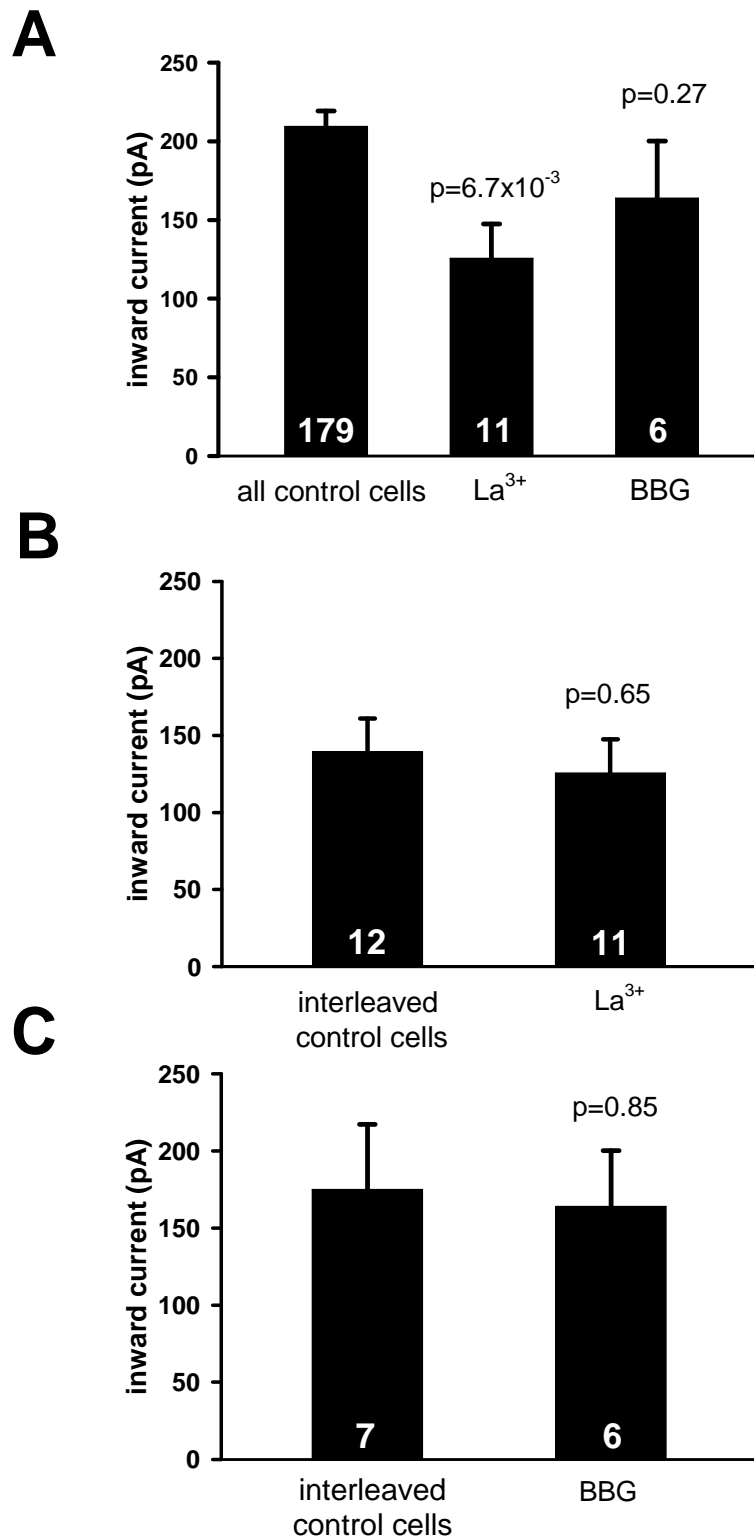 A
250
200
150
100
50
0
inward current (pA)
p=6.7x10⁻³
p=0.27
179
11
6
all control cells
La³⁺
BBG
B
250
200
150
100
50
0
inward current (pA)
p=0.65
12
11
interleaved
control cells
La³⁺
C
250
200
150
100
50
0
inward current (pA)
p=0.85
7
6
interleaved
control cells
BBG